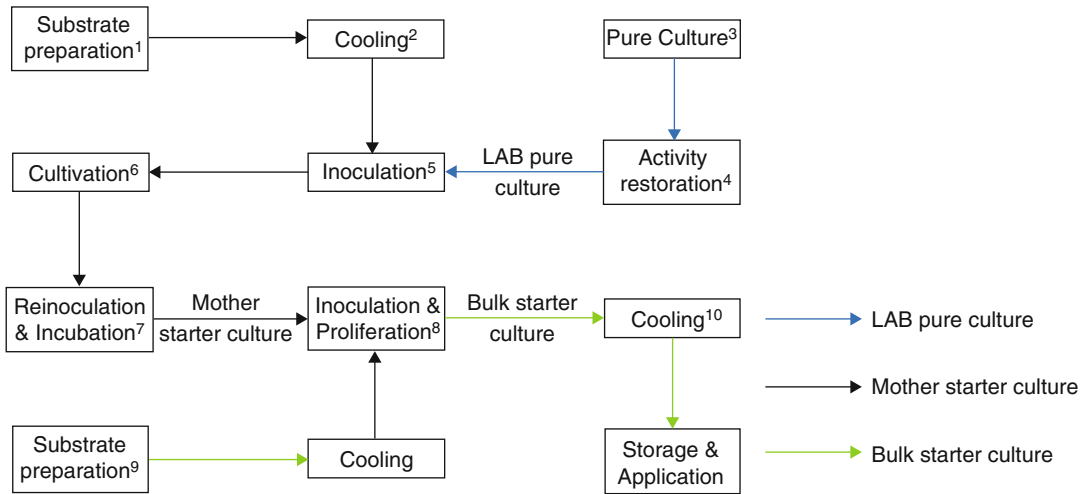 Substrate
preparation¹
Cooling²
Pure Culture³
Cultivation⁶
Inoculation⁵
LAB pure
culture
Activity
restoration⁴
Reinoculation
& Incubation⁷
Mother
starter culture
Inoculation &
Proliferation⁸
Bulk starter
culture
Cooling¹⁰
LAB pure culture
Mother starter culture
Substrate
preparation⁹
Cooling
Storage &
Application
Bulk starter culture